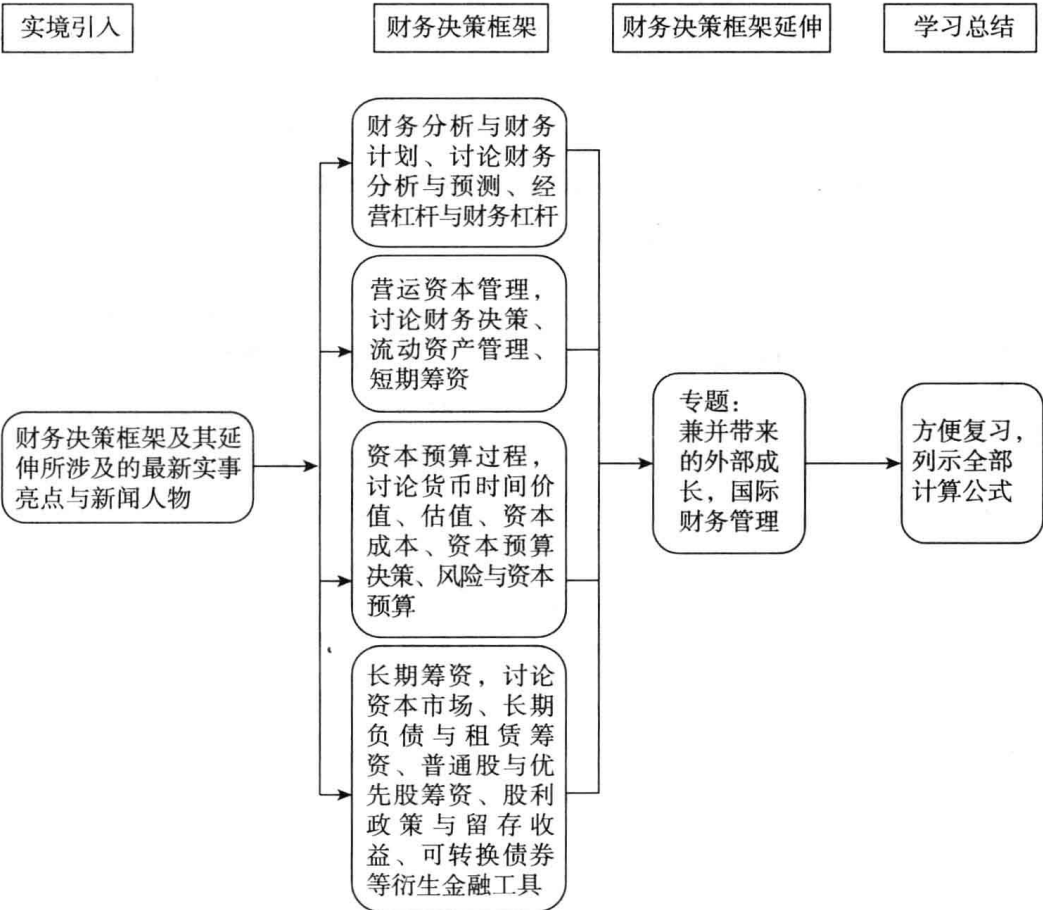 实境引入
财务决策框架
财务决策框架延伸
学习总结
财务决策框架及其延
伸所涉及的最新实事
亮点与新闻人物
财务分析与财务
计划、讨论财务
分析与预测、经
营杠杆与财务杠杆
营运资本管理，
讨论财务决策、
流动资产管理、
短期筹资
资本预算过程，
讨论货币时间价
值、估值、资本
成本、资本预算
决策、风险与资本
预算
长期筹资，讨论
资本市场、长期
负债与租赁筹
资、普通股与优
先股筹资、股利
政策与留存收
益、可转换债券
等衍生金融工具
专题：
兼并带来
的外部成
长，国际
财务管理
方便复习，
列示全部
计算公式